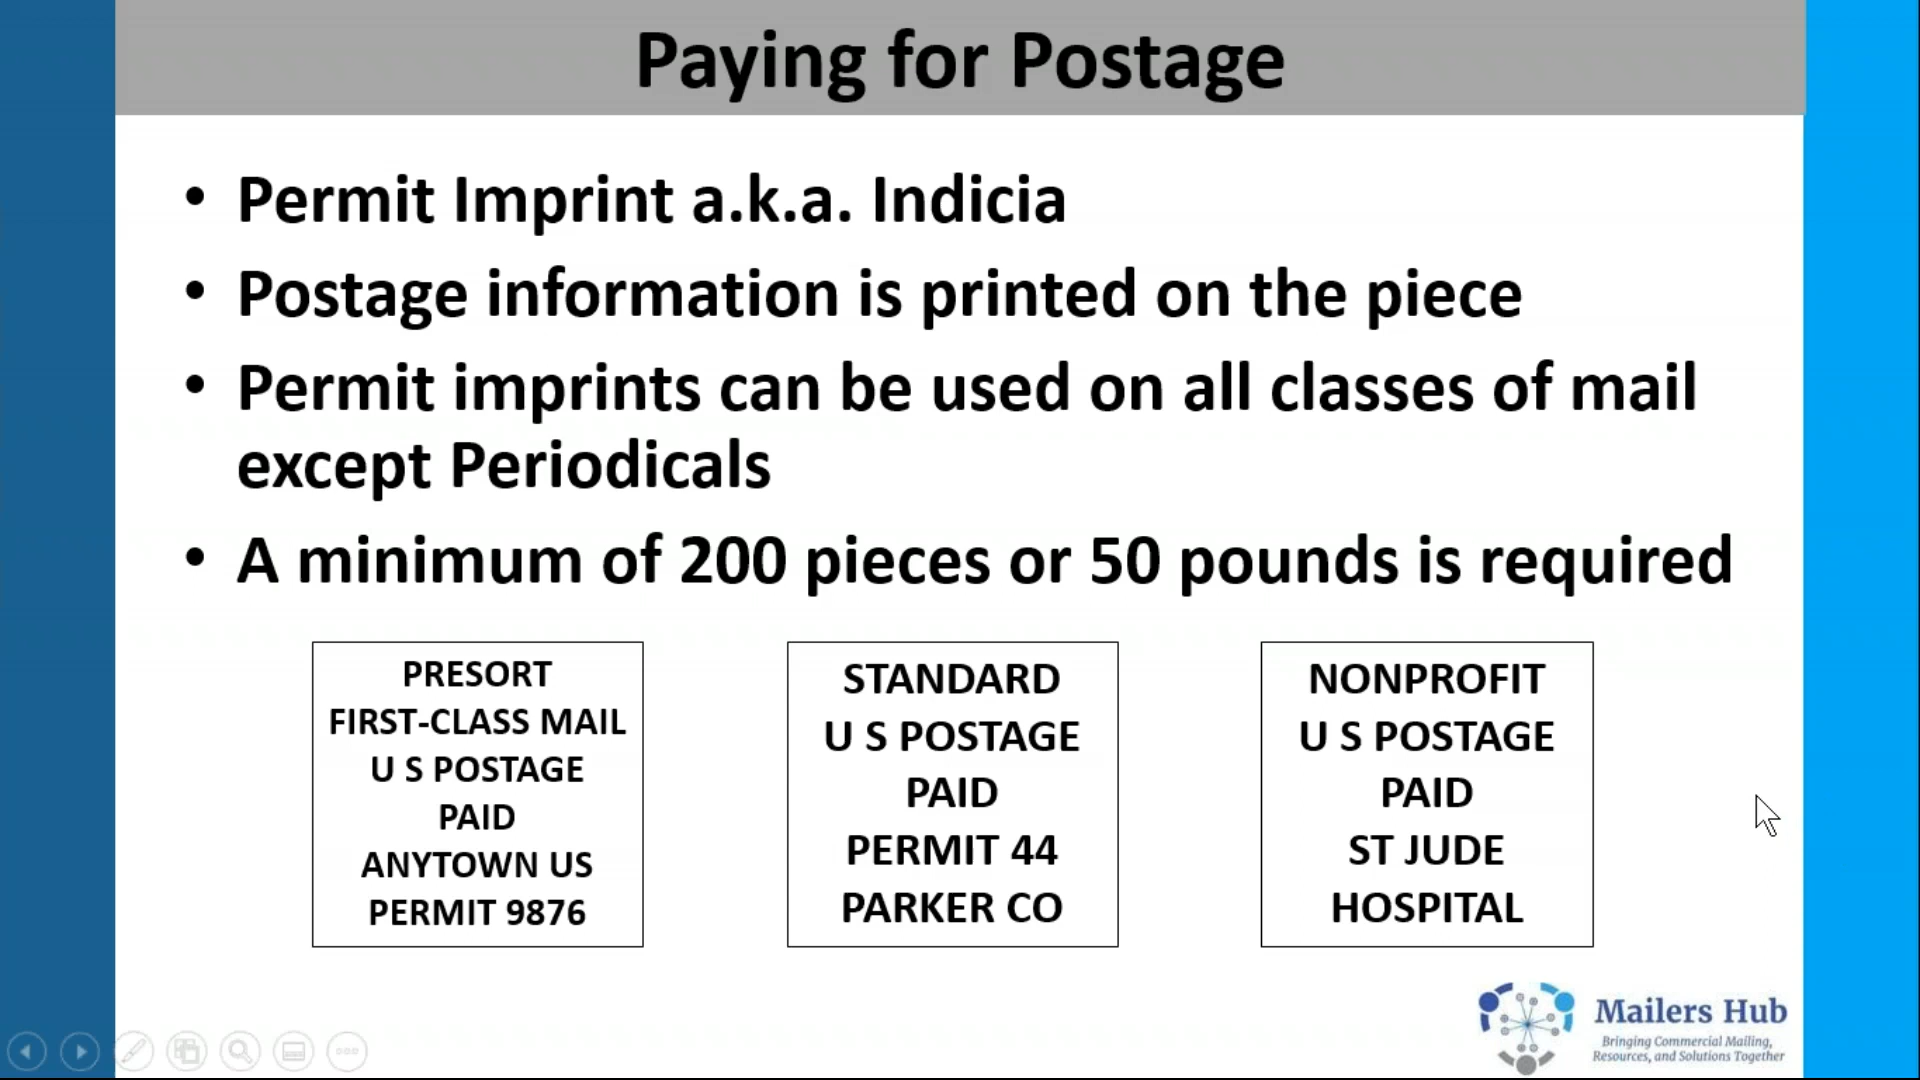 Paying for Postage
• Permit Imprint a.k.a. Indicia
• Postage information is printed on the piece
• Permit imprints can be used on all classes of mail
except Periodicals
• A minimum of 200 pieces or 50 pounds is required
PRESORT
FIRST-CLASS MAIL
U S POSTAGE
PAID
ANYTOWN US
PERMIT 9876
STANDARD
U S POSTAGE
PAID
PERMIT 44
PARKER CO
NONPROFIT
U S POSTAGE
PAID
ST JUDE
HOSPITAL
Mailers Hub
Bringing Commercial Mailing,
Resources, and Solutions Together